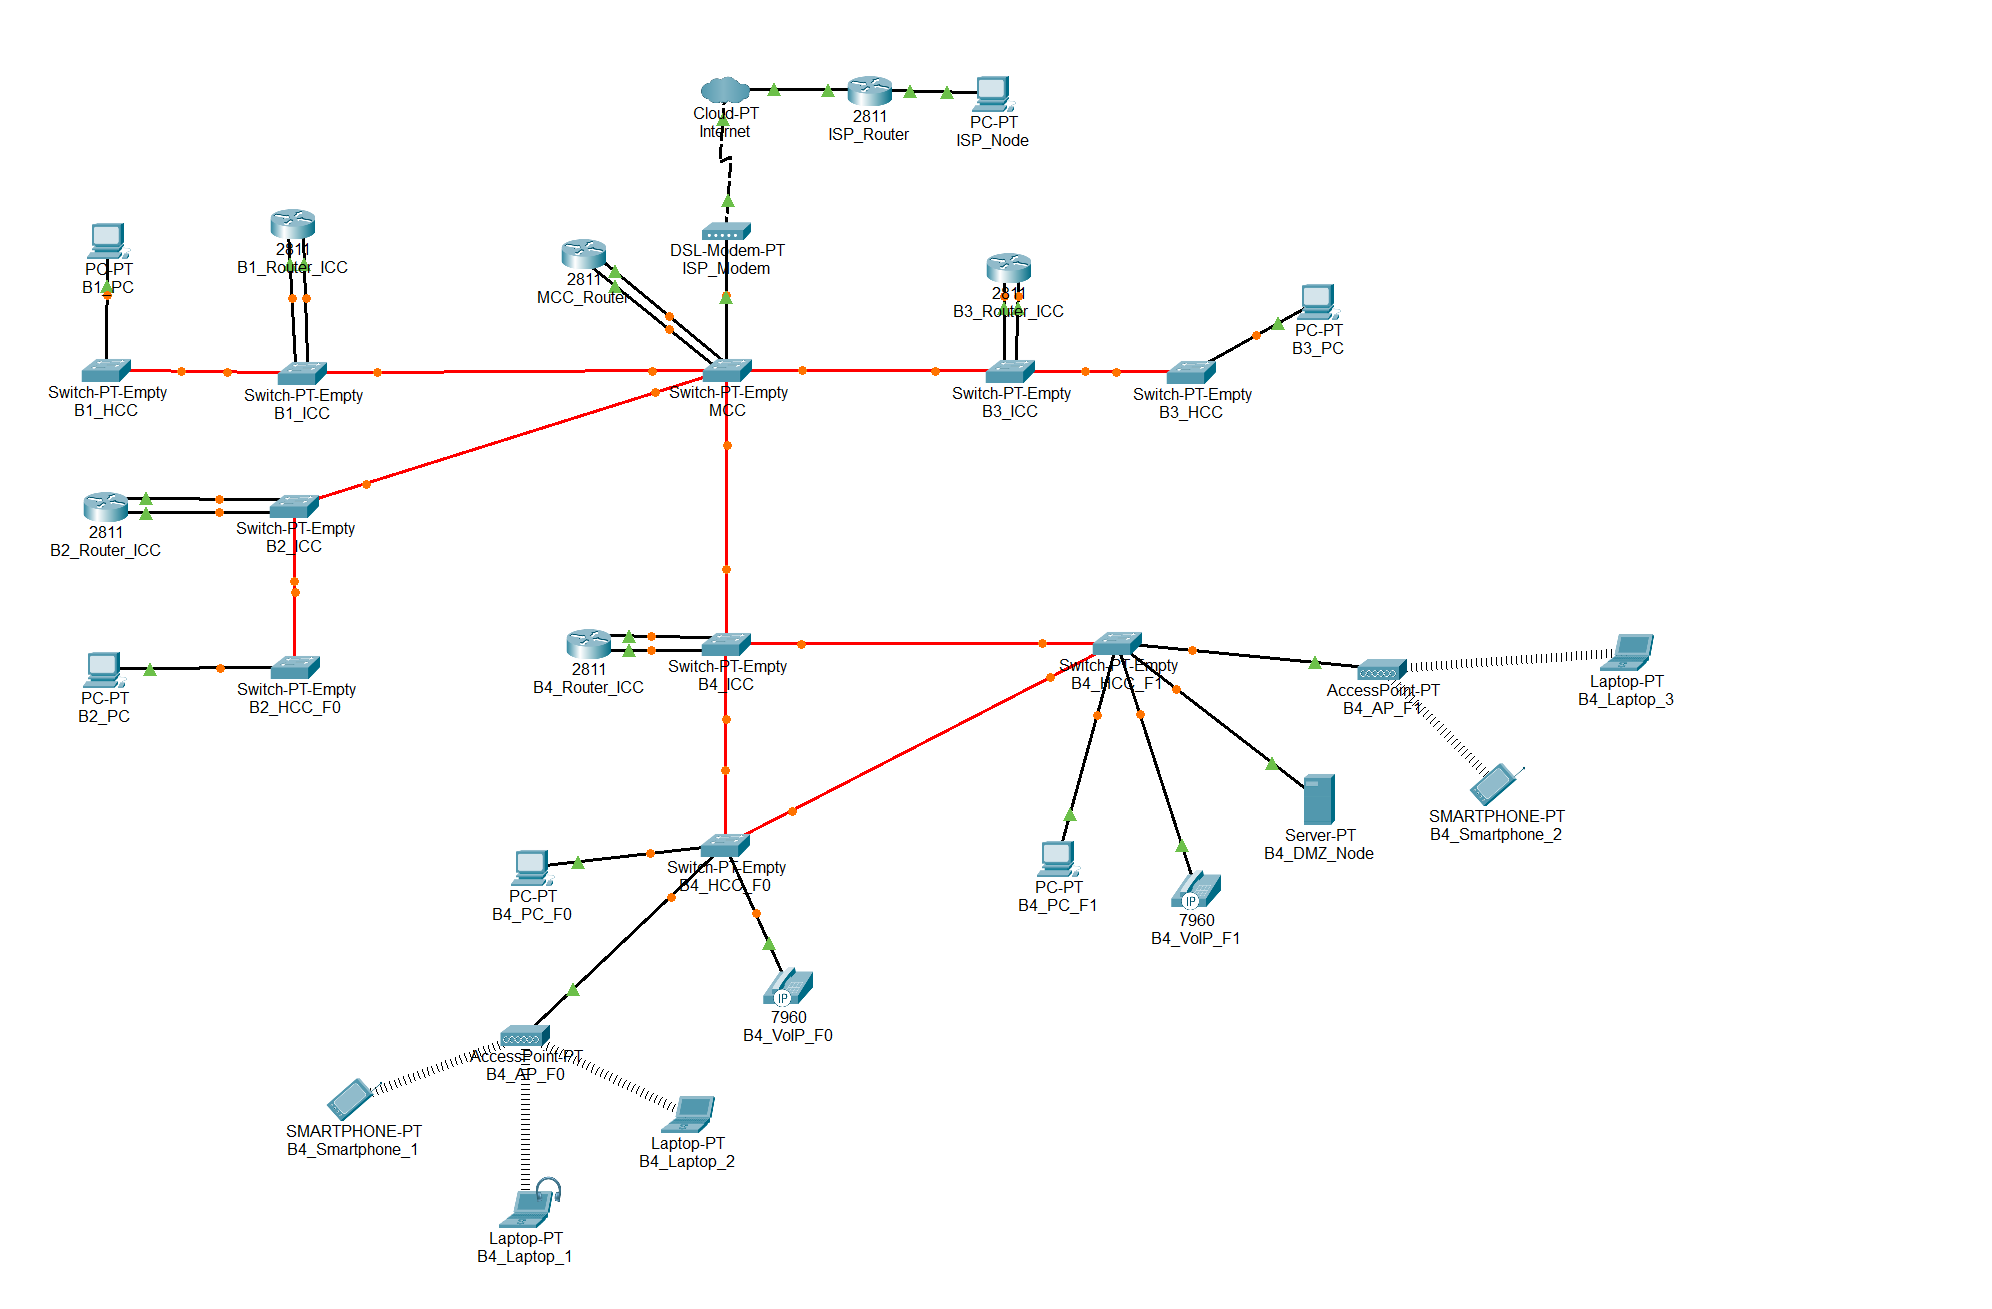 Cloud-PT
Internet
2811
ISP_Router
PC-PT
ISP_Node
PC-PT
B1_PC
2811
B1_Router_ICC
2811
MCC_Router
DSL-Modem-PT
ISP_Modem
2811
B3_Router_ICC
PC-PT
B3_PC
Switch-PT-Empty
B1_HCC
Switch-PT-Empty
B1_ICC
Switch-PT-Empty
MCC
Switch-PT-Empty
B3_ICC
Switch-PT-Empty
B3_HCC
2811
B2_Router_ICC
Switch-PT-Empty
B2_ICC
PC-PT
B2_PC
Switch-PT-Empty
B2_HCC_F0
2811
B4_Router_ICC
Switch-PT-Empty
B4_ICC
Switch-PT-Empty
B4_HCC_F1
AccessPoint-PT
B4_AP_F1
Laptop-PT
B4_Laptop_3
SMARTPHONE-PT
B4_Smartphone_2
Server-PT
B4_DMZ_Node
PC-PT
B4_PC_F0
Switch-PT-Empty
B4_HCC_F0
PC-PT
B4_PC_F1
IP
7960
B4_VoIP_F1
IP
7960
B4_VoIP_F0
AccessPoint-PT
B4_AP_F0
SMARTPHONE-PT
B4_Smartphone_1
Laptop-PT
B4_Laptop_2
Laptop-PT
B4_Laptop_1